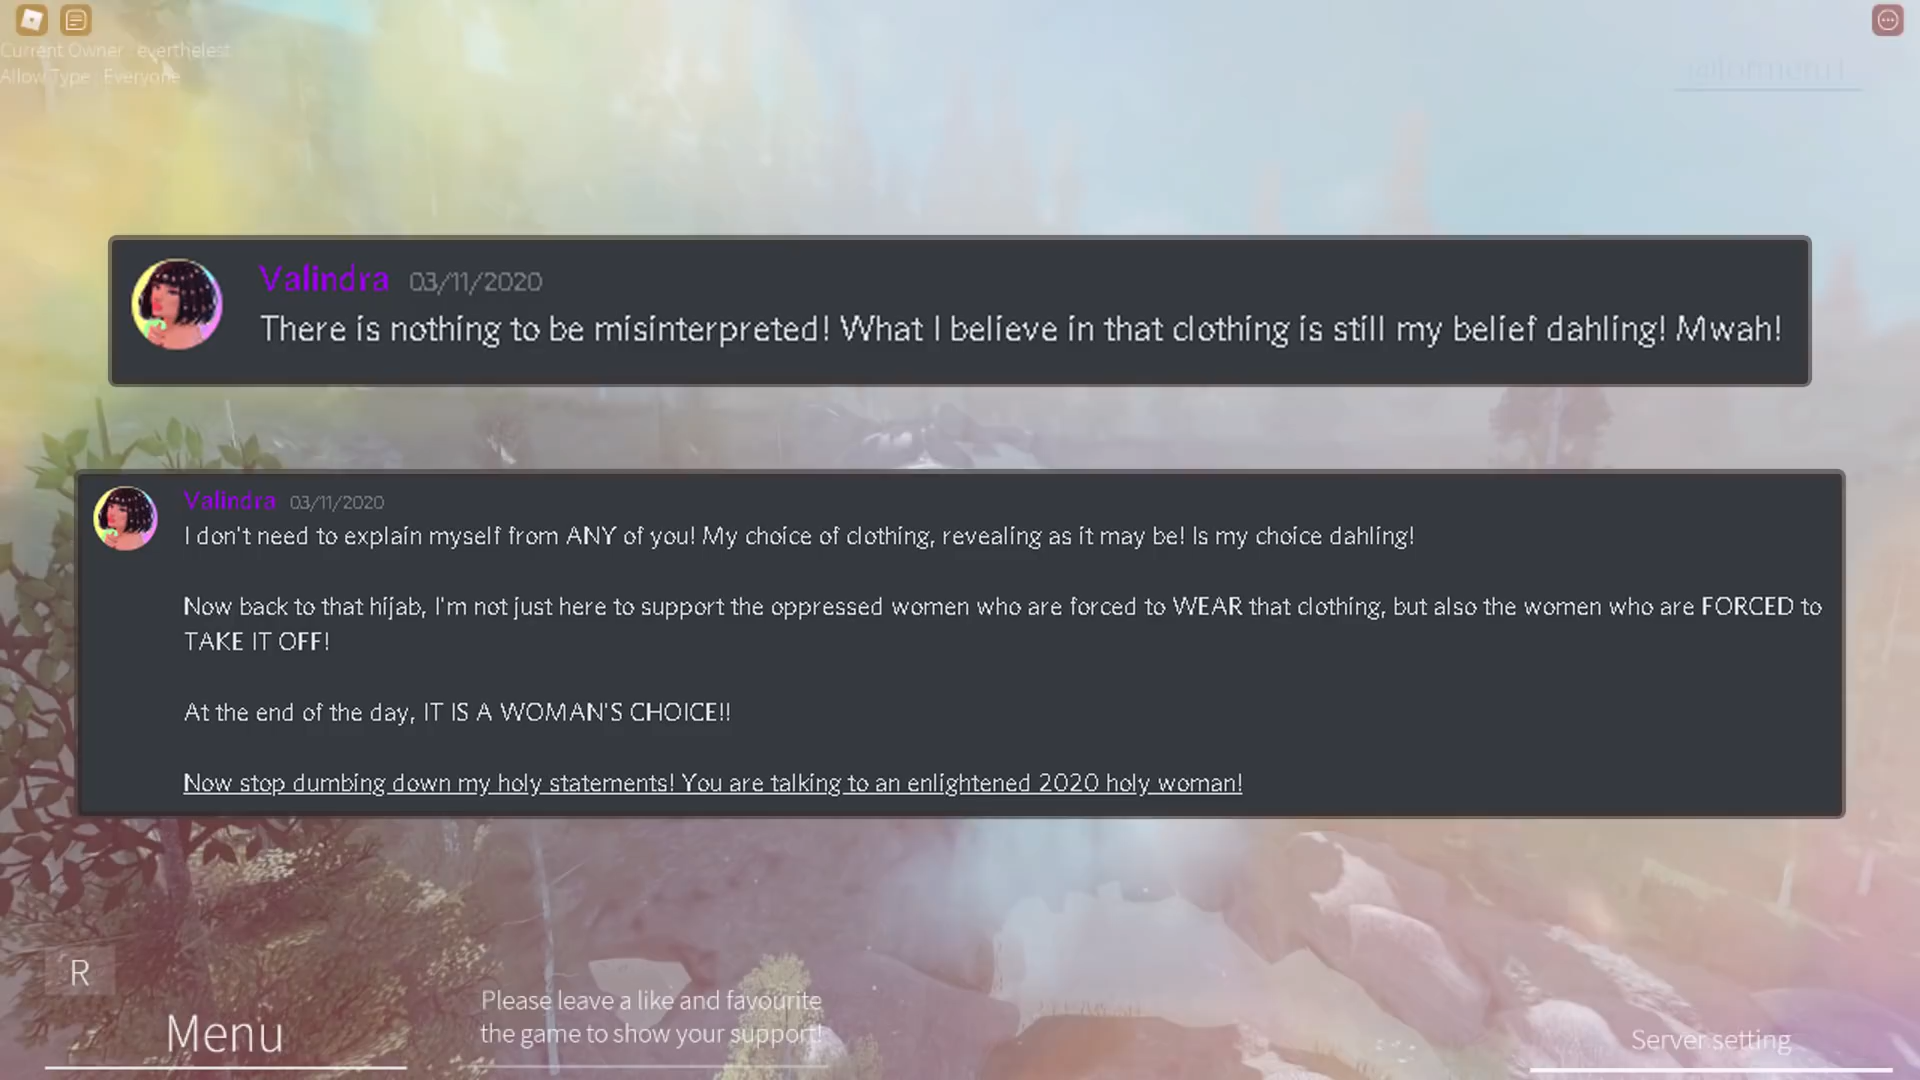 Current Owner : evertheless
Allow Type : Everyone
Valindra 03/11/2020
There is nothing to be misinterpreted! What I believe in that clothing is still my belief dahling! Mwah!
Valindra 03/11/2020
I don't need to explain myself from ANY of you! My choice of clothing, revealing as it may be! Is my choice dahling!
Now back to that hijab, I'm not just here to support the oppressed women who are forced to WEAR that clothing, but also the women who are FORCED to
TAKE IT OFF!
At the end of the day, IT IS A WOMAN'S CHOICE!!
Now stop dumbing down my holy statements! You are talking to an enlightened 2020 holy woman!
R
Menu
Please leave a like and favourite
the game to show your support!
Server setting